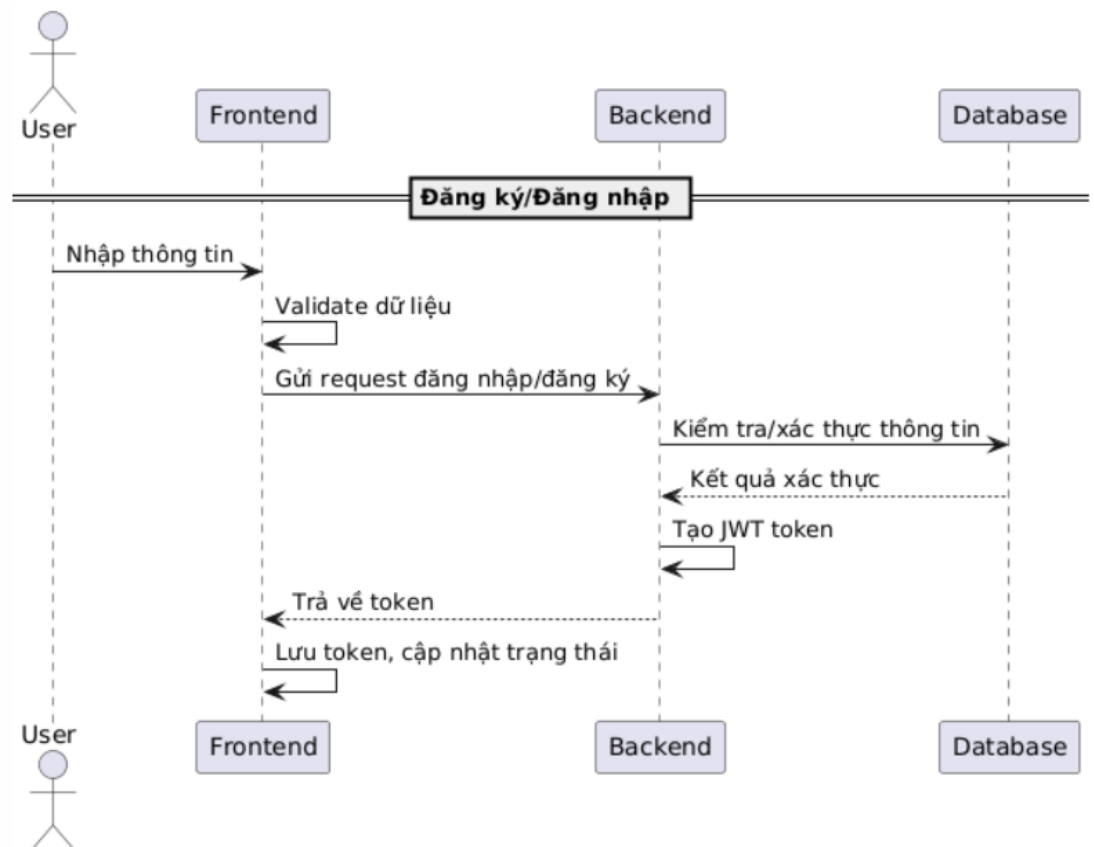 User
Frontend
Backend
Database
Đăng ký/Đăng nhập
Nhập thông tin
Validate dữ liệu
Gửi request đăng nhập/đăng ký
Kiểm tra/xác thực thông tin
Kết quả xác thực
Tạo JWT token
Trả về token
Lưu token, cập nhật trạng thái
User
Frontend
Backend
Database